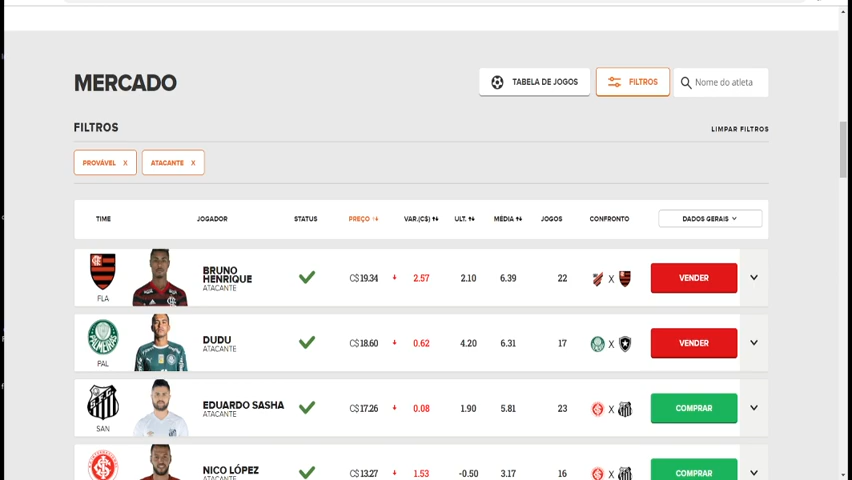 MERCADO
TABELA DE JOGOS
FILTROS
Nome do atleta
FILTROS
LIMPAR FILTROS
PROVÁVEL X
ATACANTE X
TIME JOGADOR STATUS PREÇO VAR.(C$) ULT. MÉDIA JOGOS CONFRONTO DADOS GERAIS
FLA BRUNO HENRIQUE ATACANTE C$ 19.34 2.57 2.10 6.39 22 X VENDER
PAL DUDU ATACANTE C$ 18.60 0.62 4.20 6.31 17 X VENDER
SAN EDUARDO SASHA ATACANTE C$ 17.26 0.08 1.90 5.81 23 X COMPRAR
NICO LÓPEZ C$ 13.27 1.53 -0.50 3.17 16 X COMPRAR